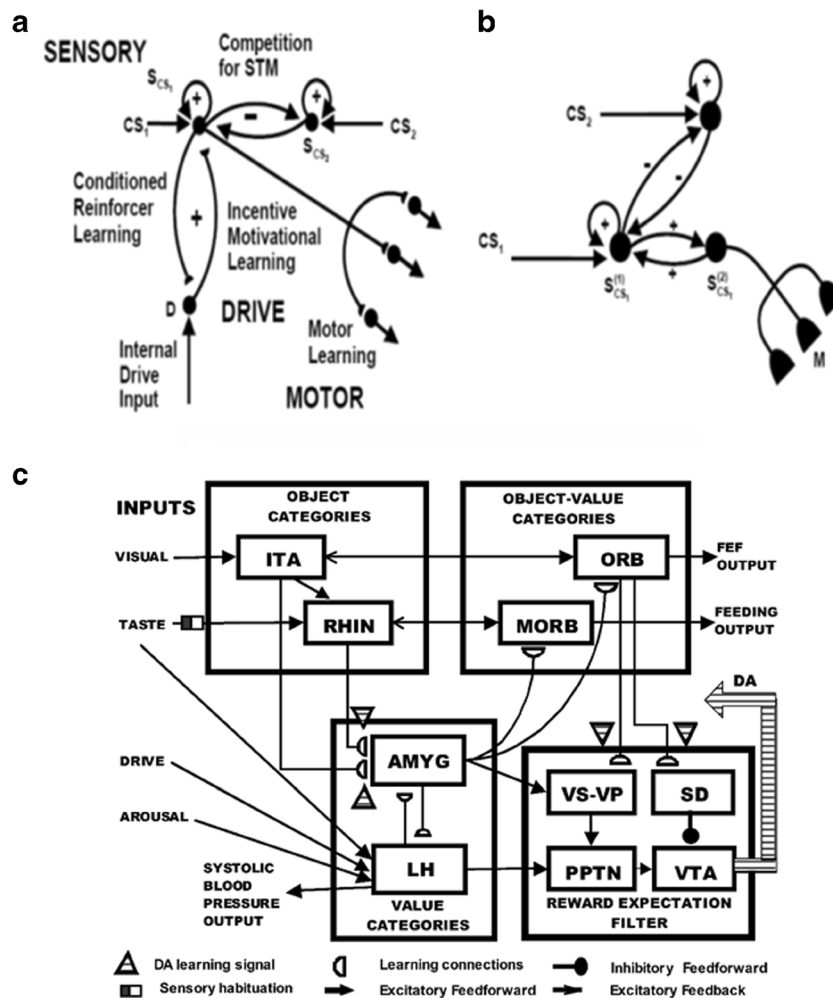 a
SENSORY
Competition
for STM
S CS1
CS1
+
-
+
CS2
S CS2
Conditioned
Reinforcer
Learning
+
Incentive
Motivational
Learning
D
DRIVE
Internal
Drive
Input
Motor
Learning
MOTOR
b
+
CS2
-
-
+
+
CS1
+
S CS1 (1)
S CS1 (2)
M
c
INPUTS
OBJECT
CATEGORIES
OBJECT-VALUE
CATEGORIES
VISUAL
ITA
ORB
FEF
OUTPUT
TASTE
RHIN
MORB
FEEDING
OUTPUT
DA
DRIVE
AMYG
VS-VP
SD
AROUSAL
LH
PPTN
VTA
SYSTOLIC
BLOOD
PRESSURE
OUTPUT
VALUE
CATEGORIES
REWARD EXPECTATION
FILTER
DA learning signal
Learning connections
Inhibitory Feedforward
Sensory habituation
Excitatory Feedforward
Excitatory Feedback